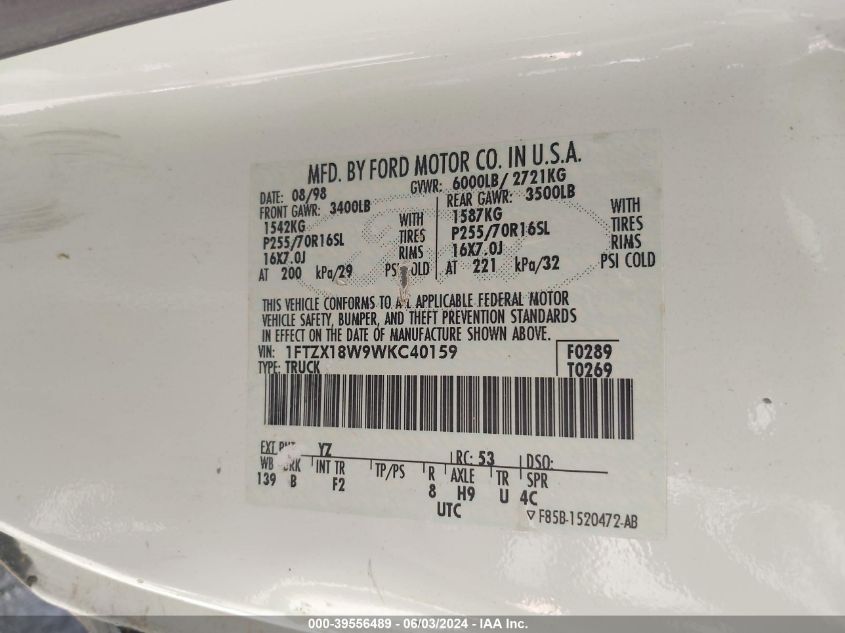 MFD. BY FORD MOTOR CO. IN U.S.A.
DATE: 08/98 GVWR: 6000LB/ 2721KG
FRONT GAWR: 3400LB REAR GAWR: 3500LB
1542KG WITH 1587KG WITH
P255/70R16SL TIRES P255/70R16SL TIRES
16X7.0J RIMS 16X7.0J RIMS
AT 200 kPa/29 PSI COLD AT 221 kPa/32 PSI COLD
THIS VEHICLE CONFORMS TO ALL APPLICABLE FEDERAL MOTOR
VEHICLE SAFETY, BUMPER, AND THEFT PREVENTION STANDARDS
IN EFFECT ON THE DATE OF MANUFACTURE SHOWN ABOVE.
VIN: 1FTZX18W9WKC40159 F0289
TYPE: TRUCK T0269
EXT PNT: YZ RC: 53 DSO:
WB BRK INT TR TP/PS R AXLE TR SPR
139 B F2 8 H9 U 4C
UTC
▽ F85B-1520472-AB
000-39556489 - 06/03/2024 - IAA Inc.